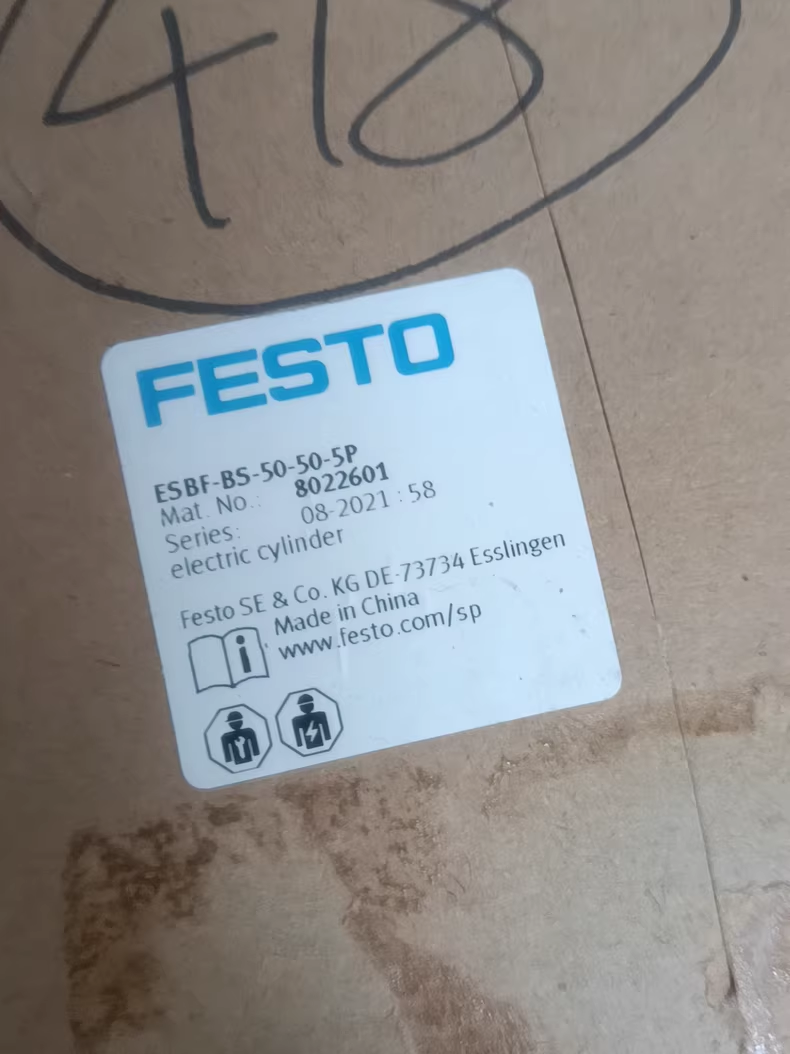 418
FESTO
ESBF-BS-50-50-5P
Mat. No.: 8022601
Series: 08-2021 : 58
electric cylinder
Festo SE & Co. KG DE-73734 Esslingen
Made in China
www.festo.com/sp